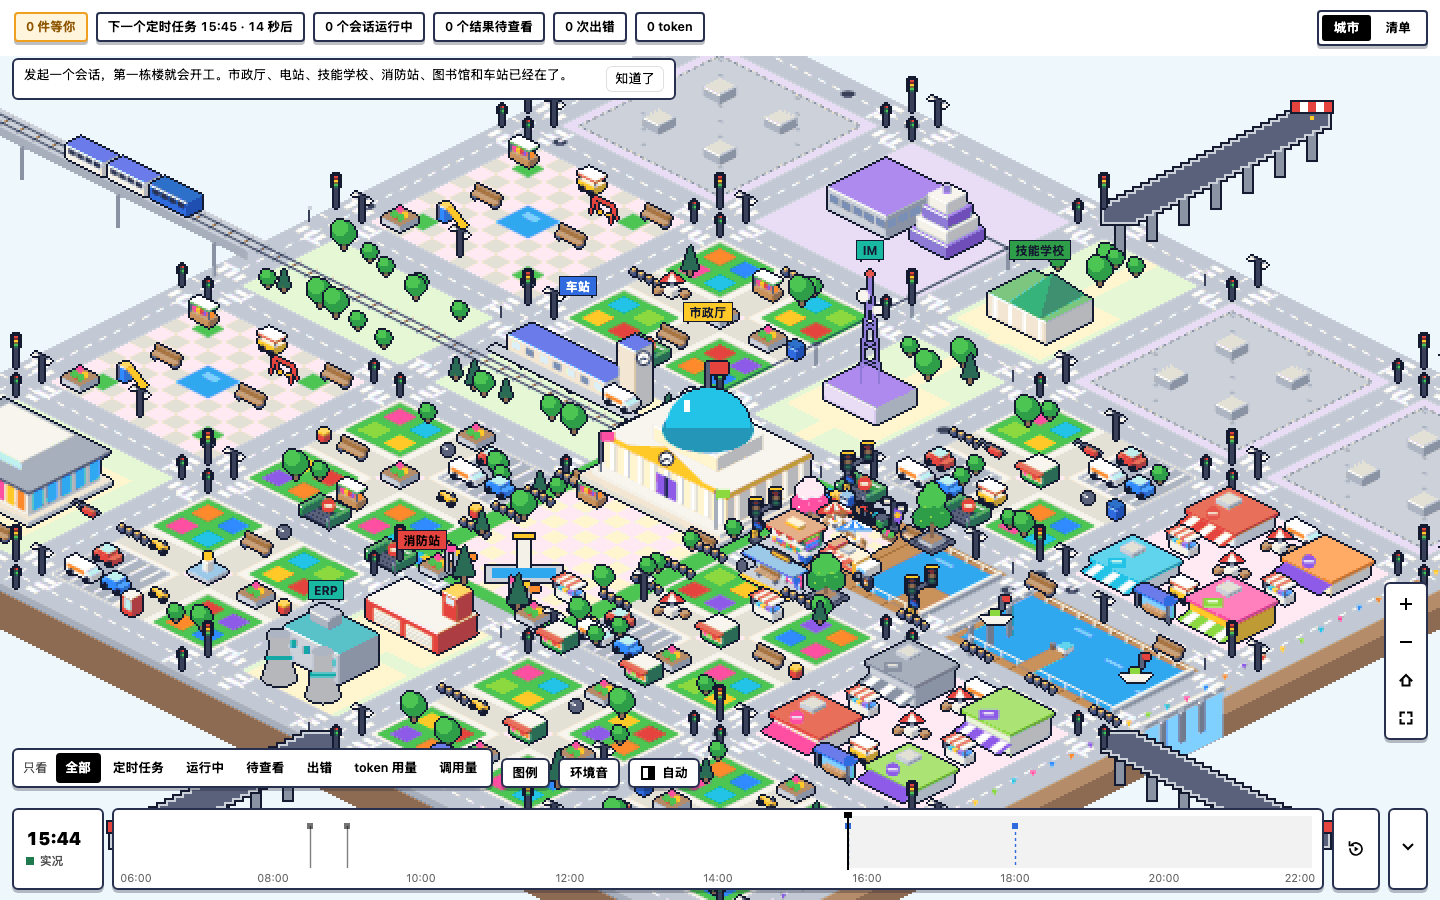 0 件等你
下一个定时任务 15:45 · 14 秒后
0 个会话运行中
0 个结果待查看
0 次出错
0 token
城市
清单
发起一个会话，第一栋楼就会开工。市政厅、电站、技能学校、消防站、图书馆和车站已经在了。
知道了
IM
技能学校
车站
市政厅
消防站
ERP
只看
全部
定时任务
运行中
待查看
出错
token 用量
调用量
图例
环境音
自动
15:44
实况
06:00
08:00
10:00
12:00
14:00
16:00
18:00
20:00
22:00